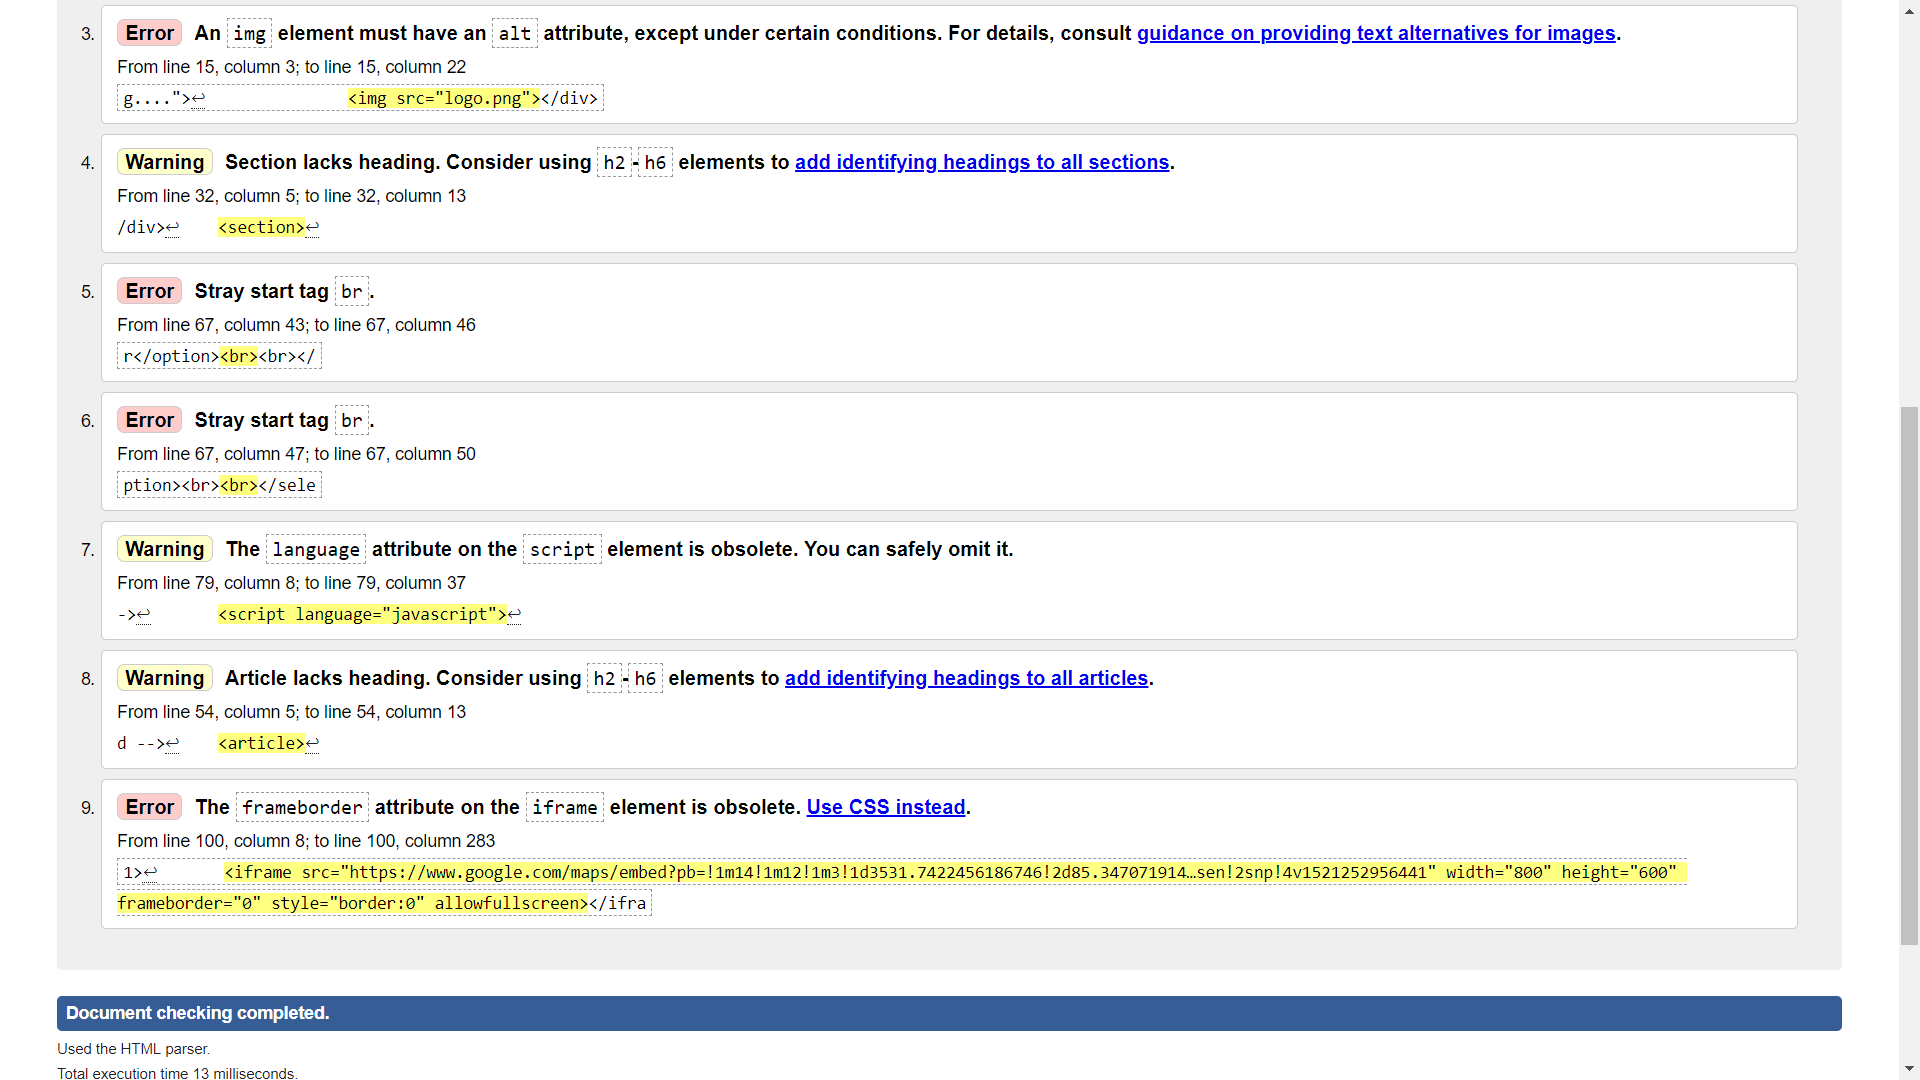 3. Error An img element must have an alt attribute, except under certain conditions. For details, consult guidance on providing text alternatives for images.
From line 15, column 3; to line 15, column 22
g....">↩ <img src="logo.png"></div>
4. Warning Section lacks heading. Consider using h2-h6 elements to add identifying headings to all sections.
From line 32, column 5; to line 32, column 13
/div>↩ <section>↩
5. Error Stray start tag br.
From line 67, column 43; to line 67, column 46
r</option><br><br></
6. Error Stray start tag br.
From line 67, column 47; to line 67, column 50
ption><br><br></sele
7. Warning The language attribute on the script element is obsolete. You can safely omit it.
From line 79, column 8; to line 79, column 37
->↩ <script language="javascript">↩
8. Warning Article lacks heading. Consider using h2-h6 elements to add identifying headings to all articles.
From line 54, column 5; to line 54, column 13
d -->↩ <article>↩
9. Error The frameborder attribute on the iframe element is obsolete. Use CSS instead.
From line 100, column 8; to line 100, column 283
1>↩ <iframe src="https://www.google.com/maps/embed?pb=!1m14!1m12!1m3!1d3531.7422456186746!2d85.347071914…sen!2snp!4v1521252956441" width="800" height="600"
frameborder="0" style="border:0" allowfullscreen></ifra
Document checking completed.
Used the HTML parser.
Total execution time 13 milliseconds.